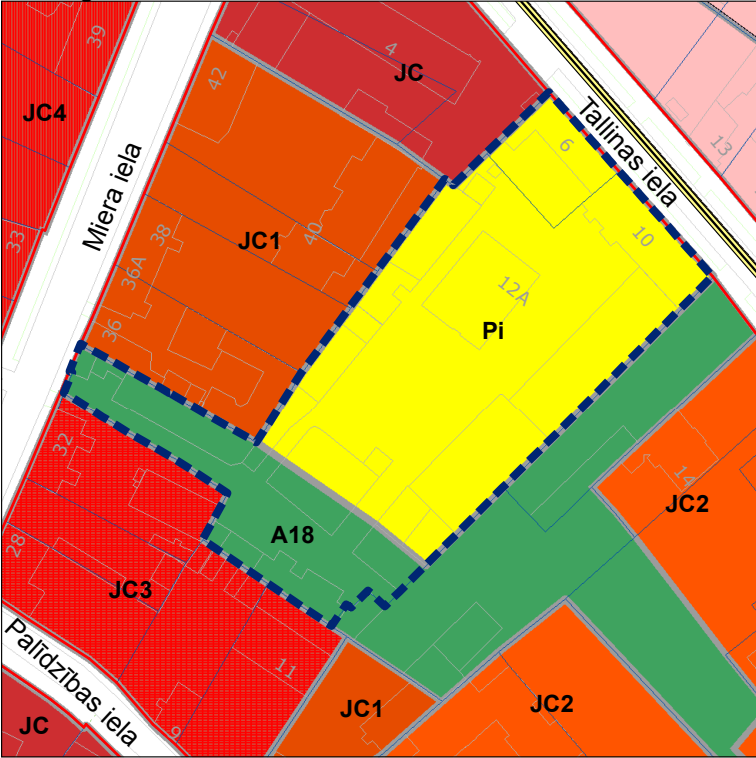 39
JC4
42
4
JC
Tallinas iela
13
6
Miera iela
38
JC1
40
10
33
36A
12A
36
Pi
32
14
JC2
28
A18
JC3
Palīdzības iela
11
JC1
JC2
JC
9